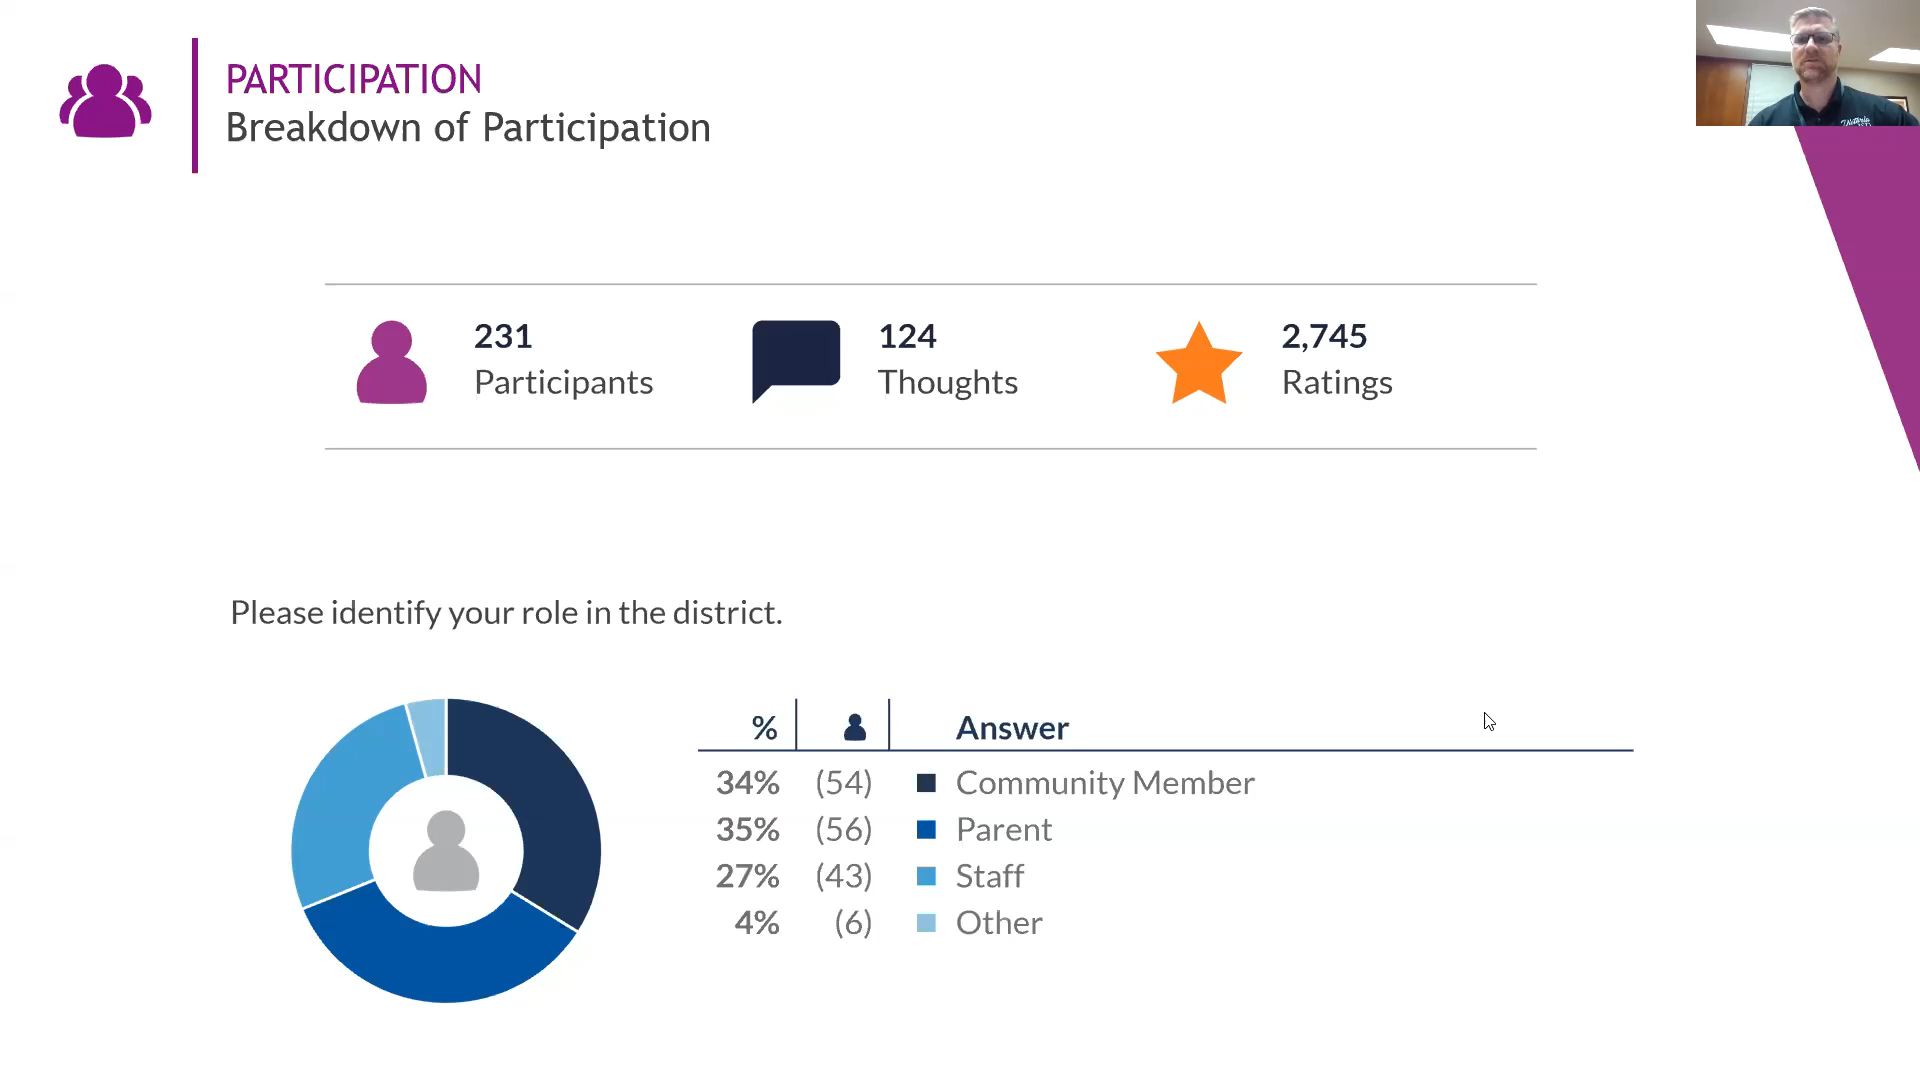 PARTICIPATION
Breakdown of Participation
231
Participants
124
Thoughts
2,745
Ratings
Please identify your role in the district.
% Answer
34% (54) Community Member
35% (56) Parent
27% (43) Staff
4% (6) Other